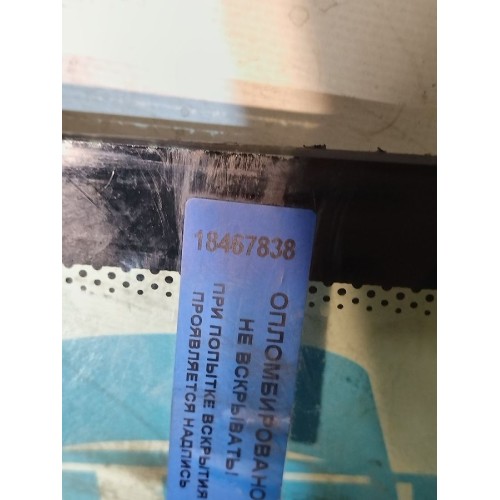 18467838
ОПЛОМБИРОВАНО
НЕ ВСКРЫВАТЬ!
ПРИ ПОПЫТКЕ ВСКРЫТИЯ
ПРОЯВЛЯЕТСЯ НАДПИСЬ